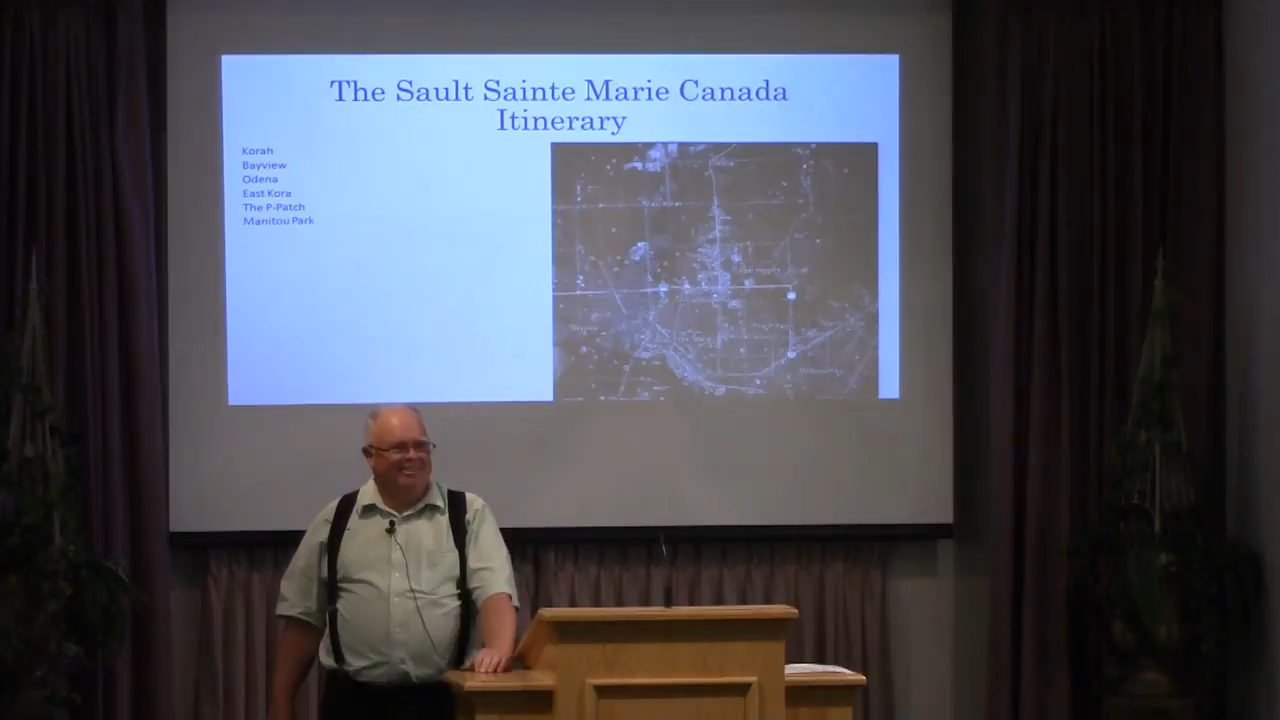 The Sault Sainte Marie Canada
Itinerary
Korah
Bayview
Odena
East Kora
The P-Patch
Manitou Park